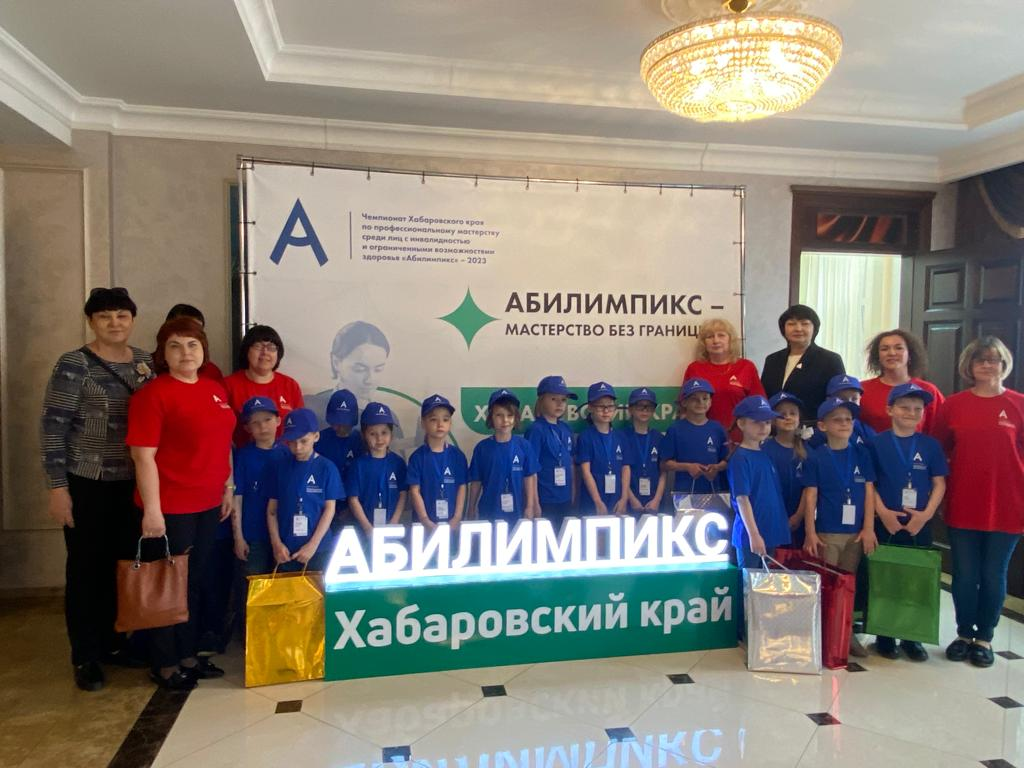 Чемпионат Хабаровского края
по профессиональному мастерству
среди лиц с инвалидностью
и ограниченными возможностями
здоровья «Абилимпикс» – 2023
АБИЛИМПИКС –
МАСТЕРСТВО БЕЗ ГРАНИЦ
АБИЛИМПИКС
Хабаровский край